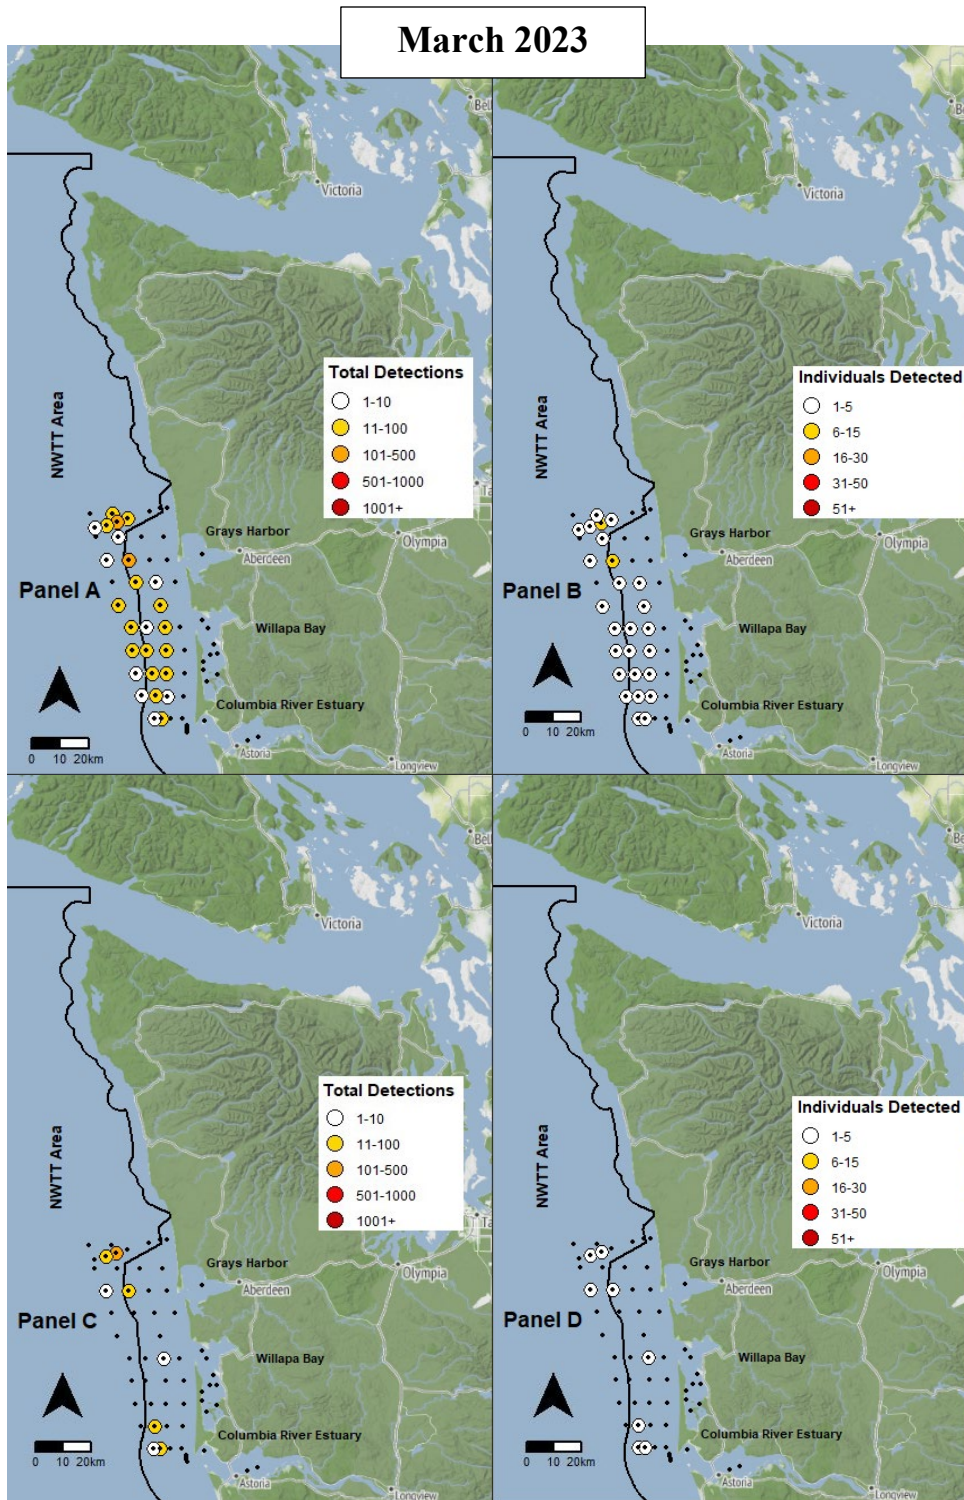 March 2023
Bel
Victoria
NWTT Area
Total Detections
1-10
11-100
101-500
501-1000
1001+
Ta
Grays Harbor
Aberdeen
Olympia
Panel A
Willapa Bay
Columbia River Estuary
0 10 20km
Astoria
Longview
Be
Victoria
NWTT Area
Individuals Detected
1-5
6-15
16-30
31-50
51+
Grays Harbor
Aberdeen
Olympia
Panel B
Willapa Bay
Columbia River Estuary
0 10 20km
Astoria
Longview
Bell
Victoria
NWTT Area
Total Detections
1-10
11-100
101-500
501-1000
1001+
Ta
Grays Harbor
Aberdeen
Olympia
Panel C
Willapa Bay
Columbia River Estuary
0 10 20km
Astoria
Longview
Be
Victoria
NWTT Area
Individuals Detected
1-5
6-15
16-30
31-50
51+
Grays Harbor
Aberdeen
Olympia
Panel D
Willapa Bay
Columbia River Estuary
0 10 20km
Astoria
Longview